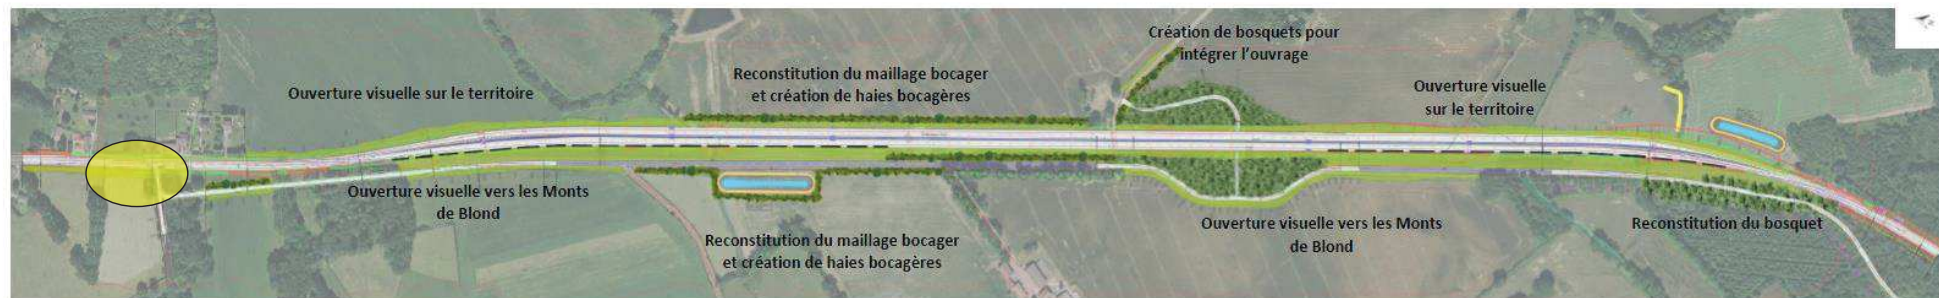 Création de bosquets pour
intégrer l'ouvrage
Reconstitution du maillage bocager
et création de haies bocagères
Ouverture visuelle sur le territoire
Ouverture visuelle
sur le territoire
Ouverture visuelle vers les Monts
de Blond
Ouverture visuelle vers les Monts
de Blond
Reconstitution du bosquet
Reconstitution du maillage bocager
et création de haies bocagères